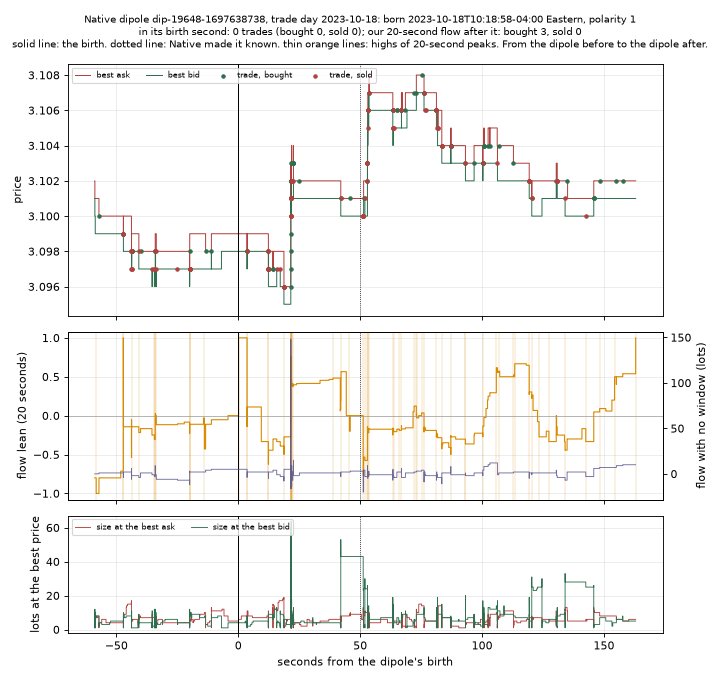 Native dipole dip-19648-1697638738, trade day 2023-10-18: born 2023-10-18T10:18:58-04:00 Eastern, polarity 1
in its birth second: 0 trades (bought 0, sold 0); our 20-second flow after it: bought 3, sold 0
solid line: the birth. dotted line: Native made it known. thin orange lines: highs of 20-second peaks. From the dipole before to the dipole after.
best ask best bid trade, bought trade, sold
3.108
3.106
3.104
3.102
3.100
3.098
3.096
price
1.0
0.5
0.0
−0.5
−1.0
flow lean (20 seconds)
150
100
50
0
flow with no window (lots)
size at the best ask size at the best bid
60
40
20
0
lots at the best price
−50 0 50 100 150
seconds from the dipole's birth